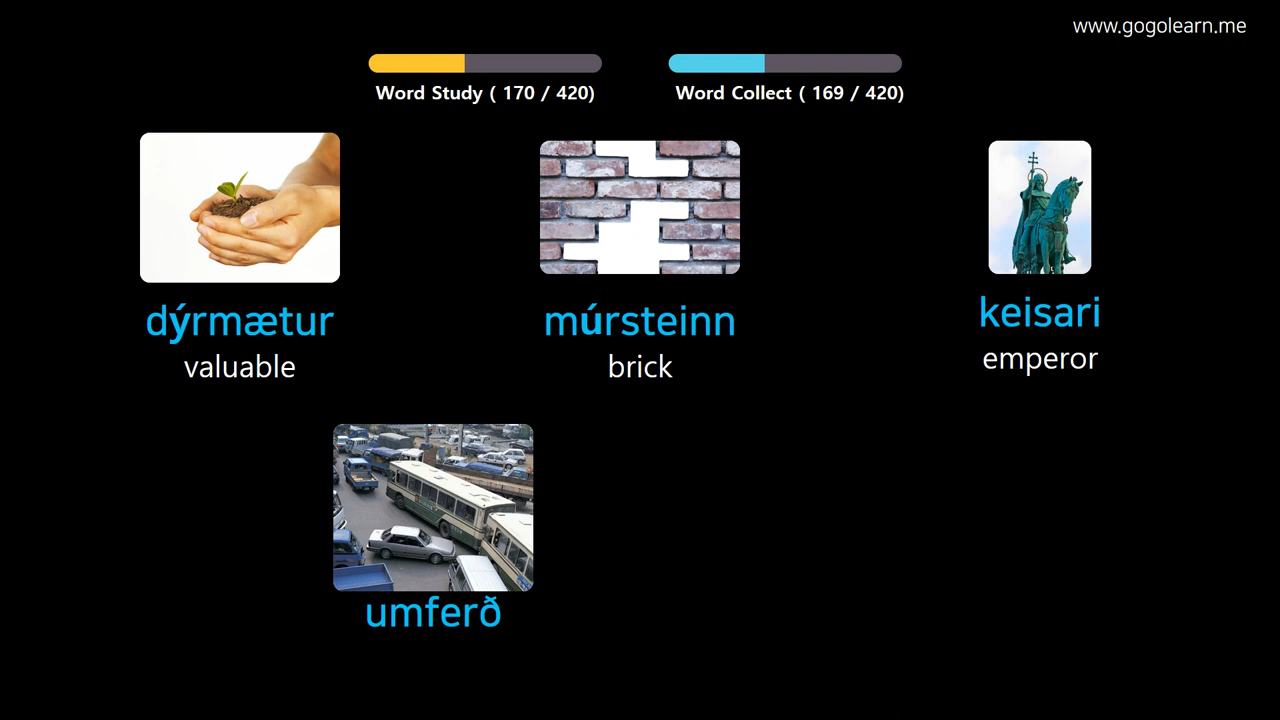 www.gogolearn.me
Word Study ( 170 / 420)
Word Collect ( 169 / 420)
dýrmætur
valuable
múrsteinn
brick
keisari
emperor
umferð